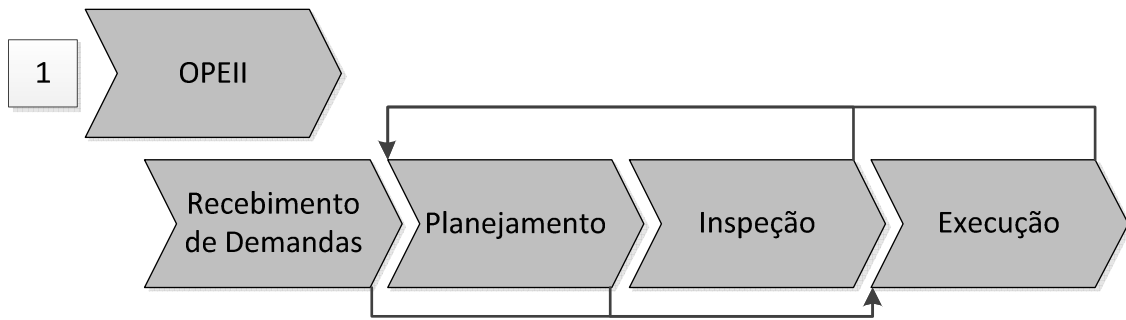 1
OPEII
Recebimento
de Demandas
Planejamento
Inspeção
Execução